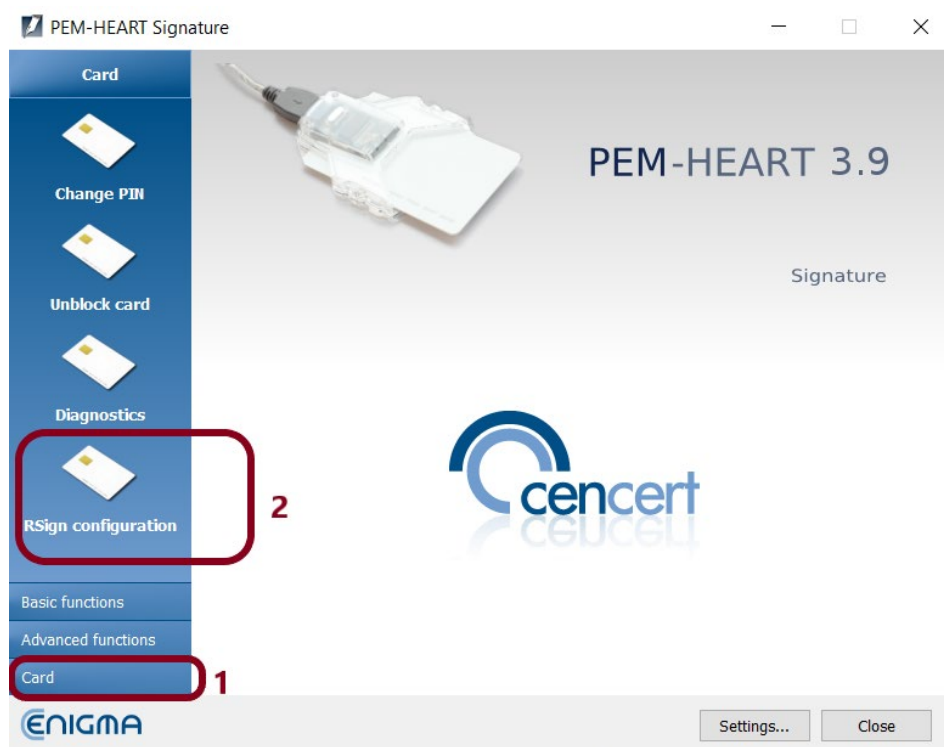 PEM-HEART Signature
Card
Change PIN
Unblock card
Diagnostics
RSign configuration
2
Basic functions
Advanced functions
Card
1
PEM-HEART 3.9
Signature
cencert
ENIGMA
Settings...
Close